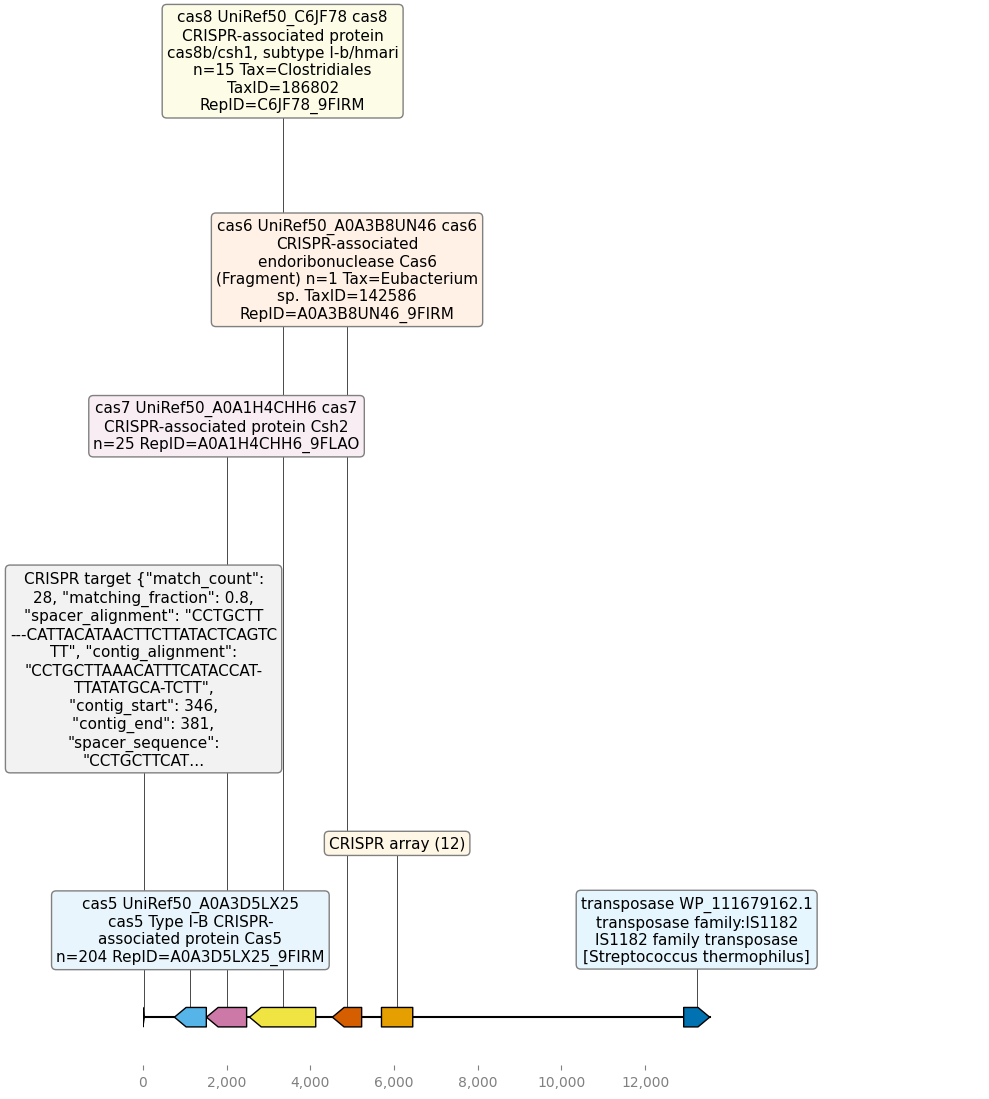 cas8 UniRef50_C6JF78 cas8
CRISPR-associated protein
cas8b/csh1, subtype I-b/hmari
n=15 Tax=Clostridiales
TaxID=186802
RepID=C6JF78_9FIRM
cas6 UniRef50_A0A3B8UN46 cas6
CRISPR-associated
endoribonuclease Cas6
(Fragment) n=1 Tax=Eubacterium
sp. TaxID=142586
RepID=A0A3B8UN46_9FIRM
cas7 UniRef50_A0A1H4CHH6 cas7
CRISPR-associated protein Csh2
n=25 RepID=A0A1H4CHH6_9FLAO
CRISPR target {"match_count":
28, "matching_fraction": 0.8,
"spacer_alignment": "CCTGCTT
---CATTACATAACTTCTTATACTCAGTC
TT", "contig_alignment":
"CCTGCTTAAACATTTCATACCAT-
TTATATGCA-TCTT",
"contig_start": 346,
"contig_end": 381,
"spacer_sequence":
"CCTGCTTCAT...
CRISPR array (12)
cas5 UniRef50_A0A3D5LX25
cas5 Type I-B CRISPR-
associated protein Cas5
n=204 RepID=A0A3D5LX25_9FIRM
transposase WP_111679162.1
transposase family:IS1182
IS1182 family transposase
[Streptococcus thermophilus]
0
2,000
4,000
6,000
8,000
10,000
12,000